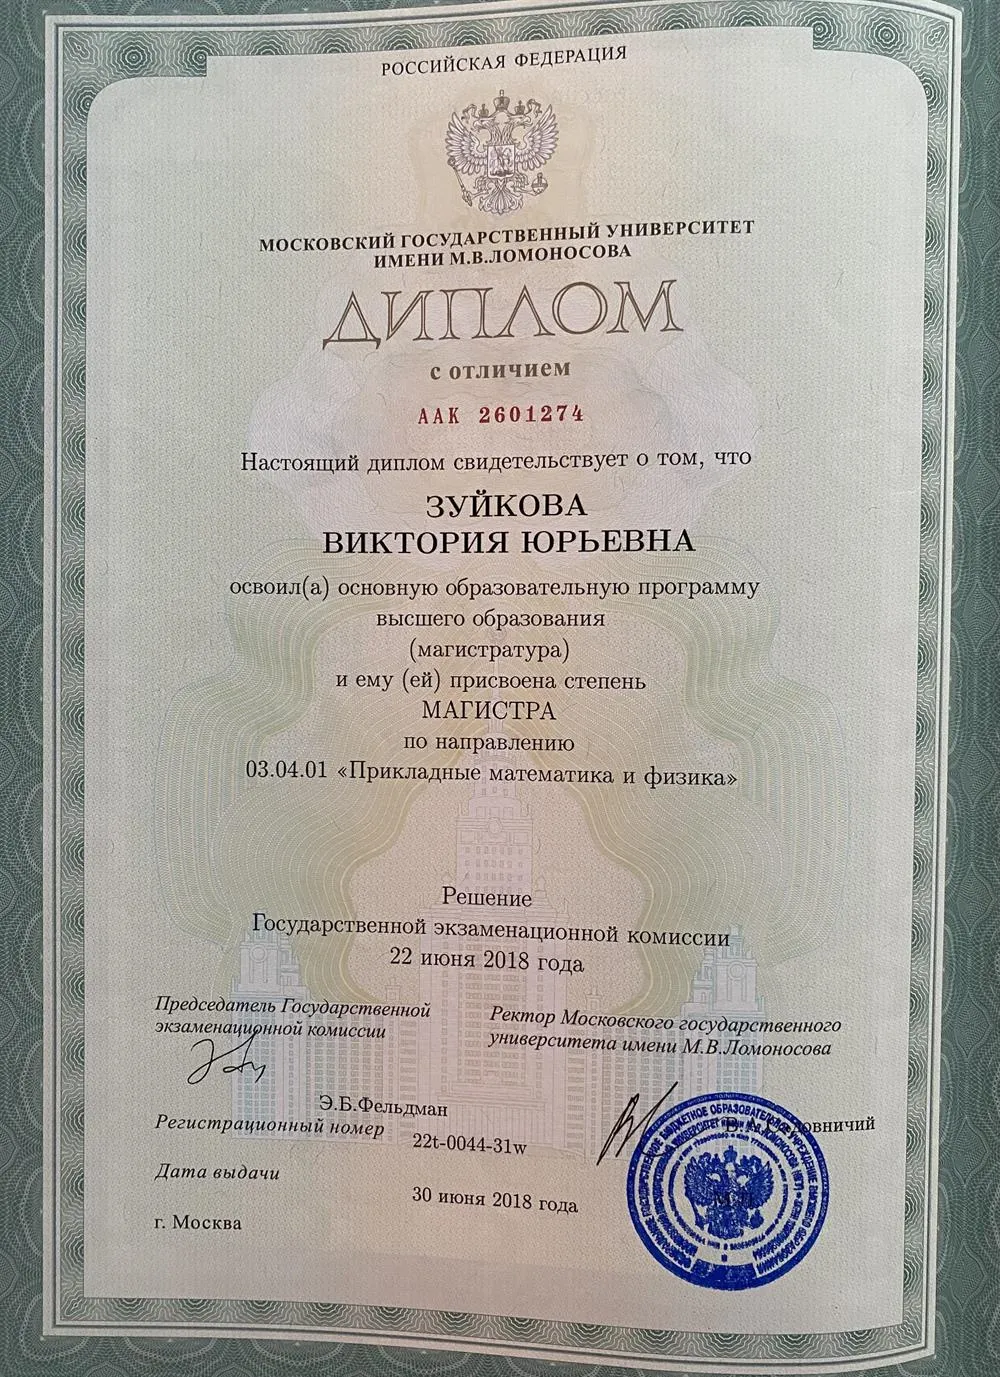 РОССИЙСКАЯ ФЕДЕРАЦИЯ
МОСКОВСКИЙ ГОСУДАРСТВЕННЫЙ УНИВЕРСИТЕТ
ИМЕНИ М.В.ЛОМОНОСОВА
ДИПЛОМ
с отличием
ААК 2601274
Настоящий диплом свидетельствует о том, что
ЗУЙКОВА
ВИКТОРИЯ ЮРЬЕВНА
освоил(а) основную образовательную программу
высшего образования
(магистратура)
и ему (ей) присвоена степень
МАГИСТРА
по направлению
03.04.01 «Прикладные математика и физика»
Решение
Государственной экзаменационной комиссии
22 июня 2018 года
Председатель Государственной
экзаменационной комиссии
Э.Б.Фельдман
Ректор Московского государственного
университета имени М.В.Ломоносова
В.А.Садовничий
М.П.
Регистрационный номер
22t-0044-31w
Дата выдачи
30 июня 2018 года
г. Москва